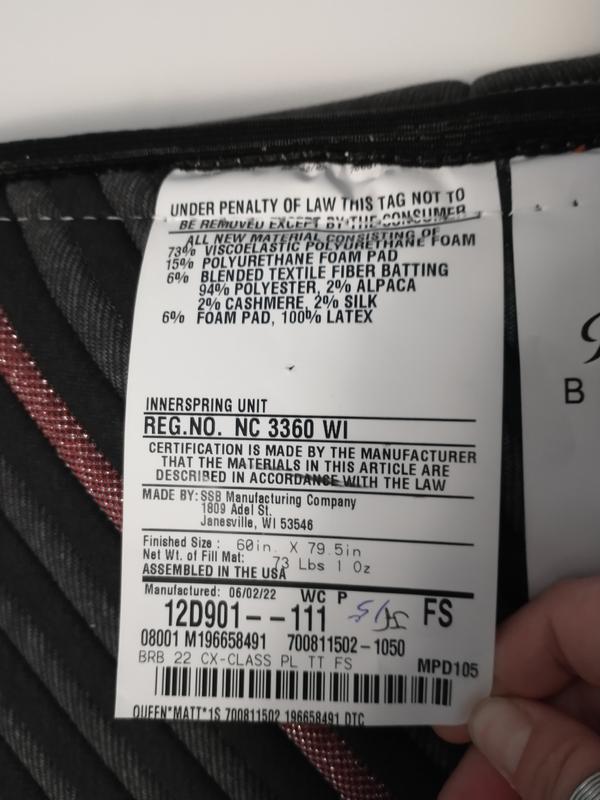 UNDER PENALTY OF LAW THIS TAG NOT TO
BE REMOVED EXCEPT BY THE CONSUMER
ALL NEW MATERIAL CONSISTING OF
73% VISCOELASTIC POLYURETHANE FOAM
15% POLYURETHANE FOAM PAD
6% BLENDED TEXTILE FIBER BATTING
94% POLYESTER, 2% ALPACA
2% CASHMERE, 2% SILK
6% FOAM PAD, 100% LATEX
INNERSPRING UNIT
REG.NO. NC 3360 WI
CERTIFICATION IS MADE BY THE MANUFACTURER
THAT THE MATERIALS IN THIS ARTICLE ARE
DESCRIBED IN ACCORDANCE WITH THE LAW
MADE BY: SSB Manufacturing Company
1809 Adel St.
Janesville, WI 53546
Finished Size: 60in. X 79.5in
Net Wt. of Fill Mat: 73 Lbs 1 Oz
ASSEMBLED IN THE USA
Manufactured: 06/02/22 WC P
12D901--111 FS
08001 M196658491 700811502-1050
BRB 22 CX-CLASS PL TT FS MPD105
QUEEN*MATT*1S 700811502 196658491 DTC
B